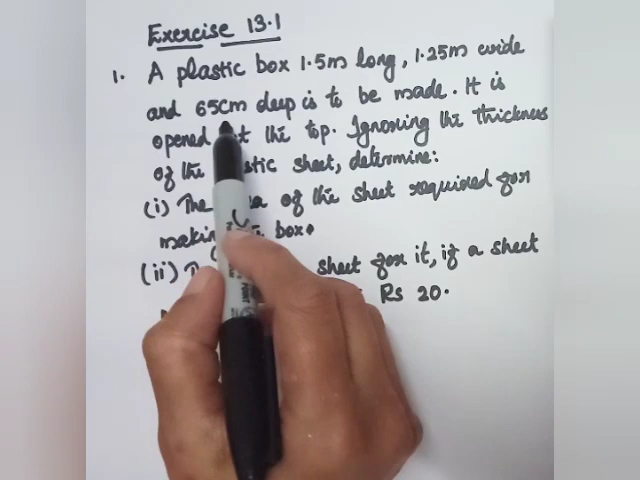 Exercise 13.1
1. A plastic box 1.5m long, 1.25m wide
and 65cm deep is to be made. It is
opened the top. Ignoring the thickness
of the sheet, determine:
(i) The of the sheet required for
making box.
(ii) sheet for it, if a sheet
Rs 20.